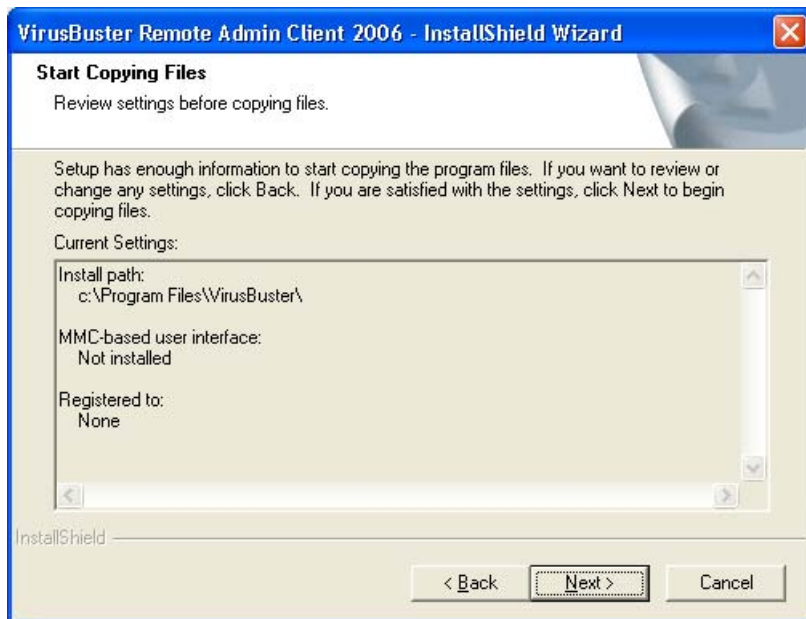 VirusBuster Remote Admin Client 2006 - InstallShield Wizard
Start Copying Files
Review settings before copying files.
Setup has enough information to start copying the program files.  If you want to review or
change any settings, click Back.  If you are satisfied with the settings, click Next to begin
copying files.
Current Settings:
Install path:
c:\Program Files\VirusBuster\
MMC-based user interface:
Not installed
Registered to:
None
InstallShield
< Back
Next >
Cancel